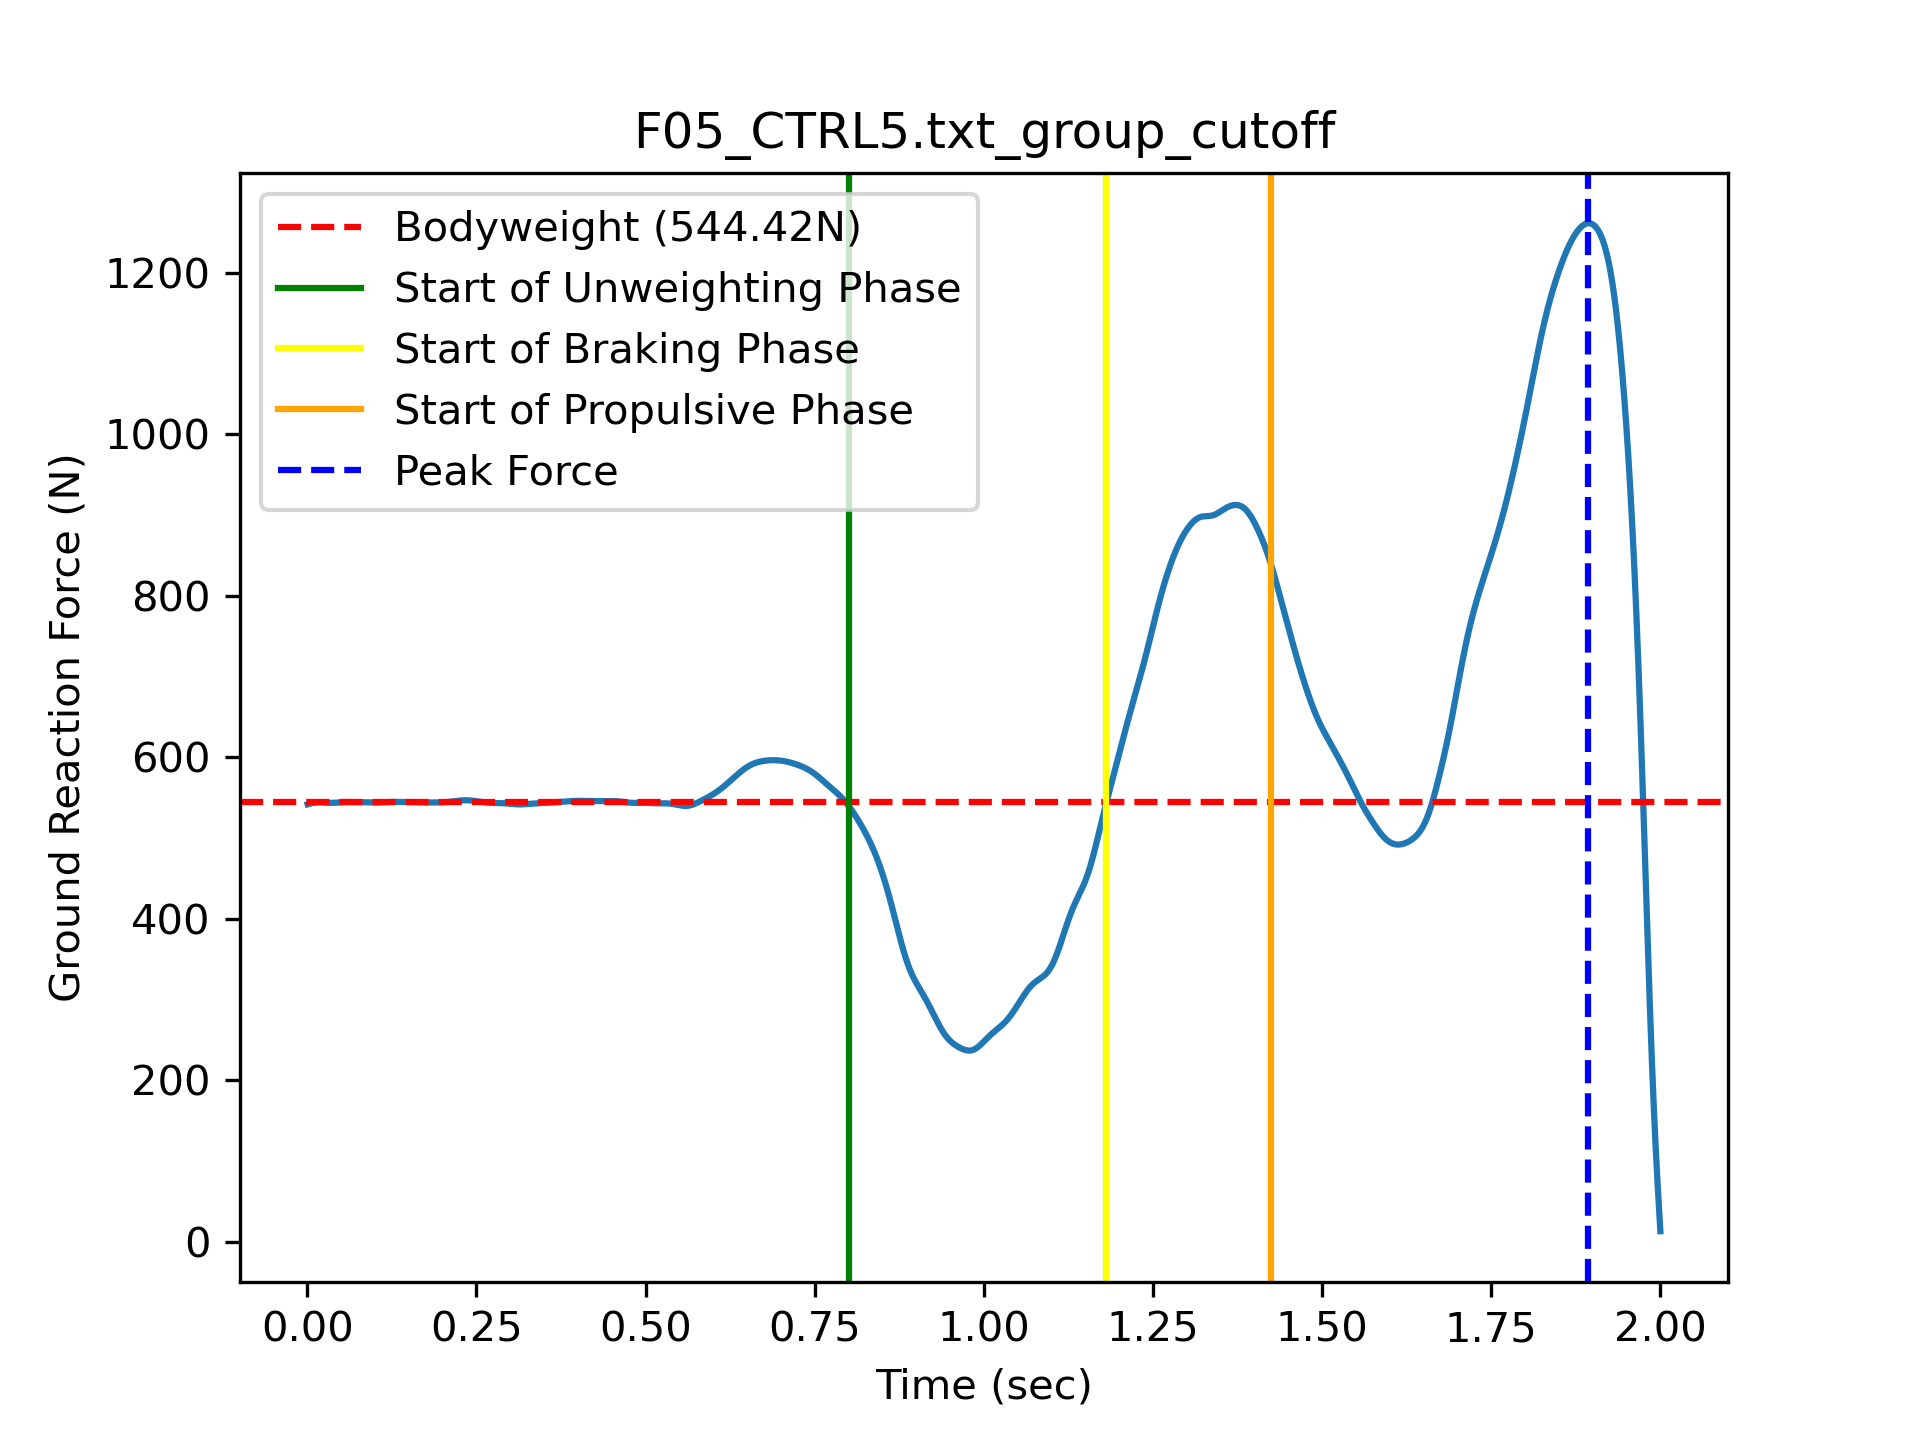 F05_CTRL5.txt_group_cutoff
Bodyweight (544.42N)
Start of Unweighting Phase
Start of Braking Phase
Start of Propulsive Phase
Peak Force
Ground Reaction Force (N)
1200
1000
800
600
400
200
0
0.00 0.25 0.50 0.75 1.00 1.25 1.50 1.75 2.00
Time (sec)